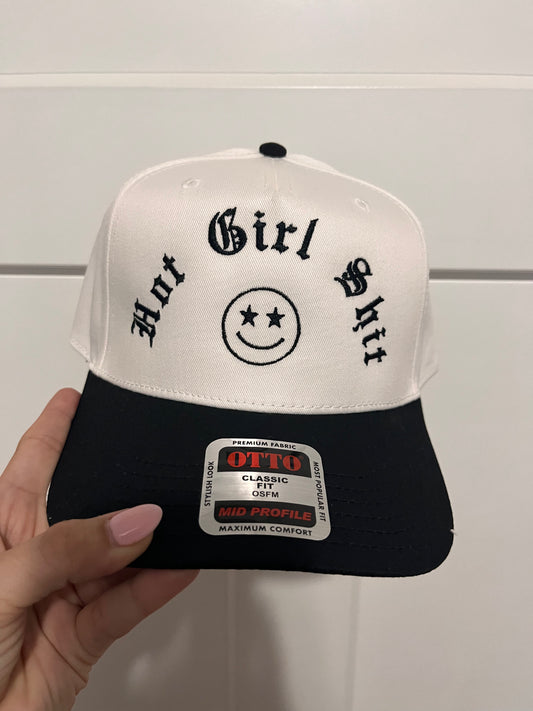 Hot Girl Shit
PREMIUM FABRIC
STYLISH LOOK
OTTO
CLASSIC
FIT
OSFM
MID PROFILE
MOST POPULAR FIT
MAXIMUM COMFORT